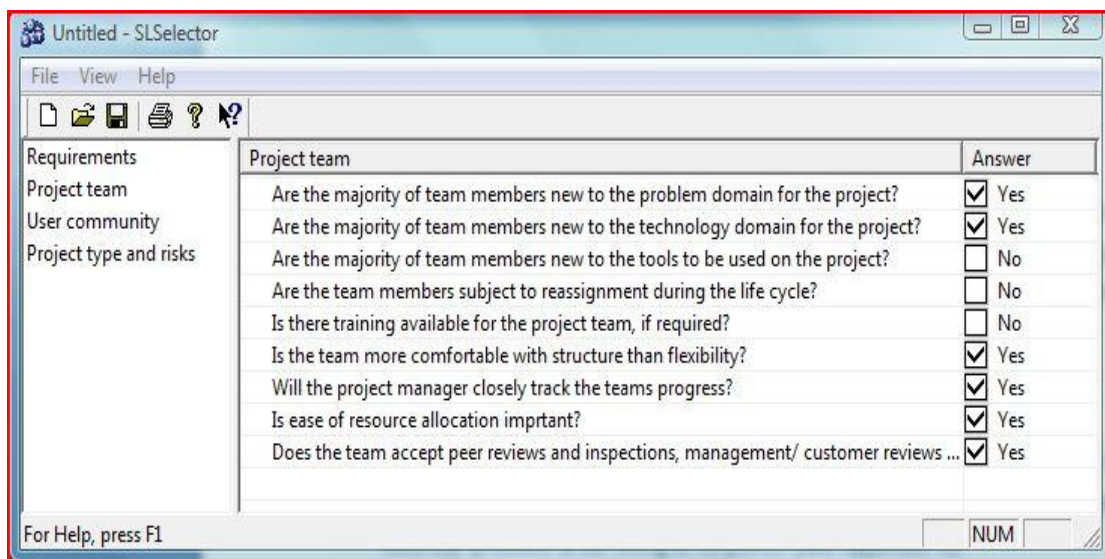 Untitled - SLSelector
File View Help
Requirements
Project team
User community
Project type and risks
Project team Answer
Are the majority of team members new to the problem domain for the project? Yes
Are the majority of team members new to the technology domain for the project? Yes
Are the majority of team members new to the tools to be used on the project? No
Are the team members subject to reassignment during the life cycle? No
Is there training available for the project team, if required? No
Is the team more comfortable with structure than flexibility? Yes
Will the project manager closely track the teams progress? Yes
Is ease of resource allocation imprtant? Yes
Does the team accept peer reviews and inspections, management/ customer reviews ... Yes
For Help, press F1 NUM